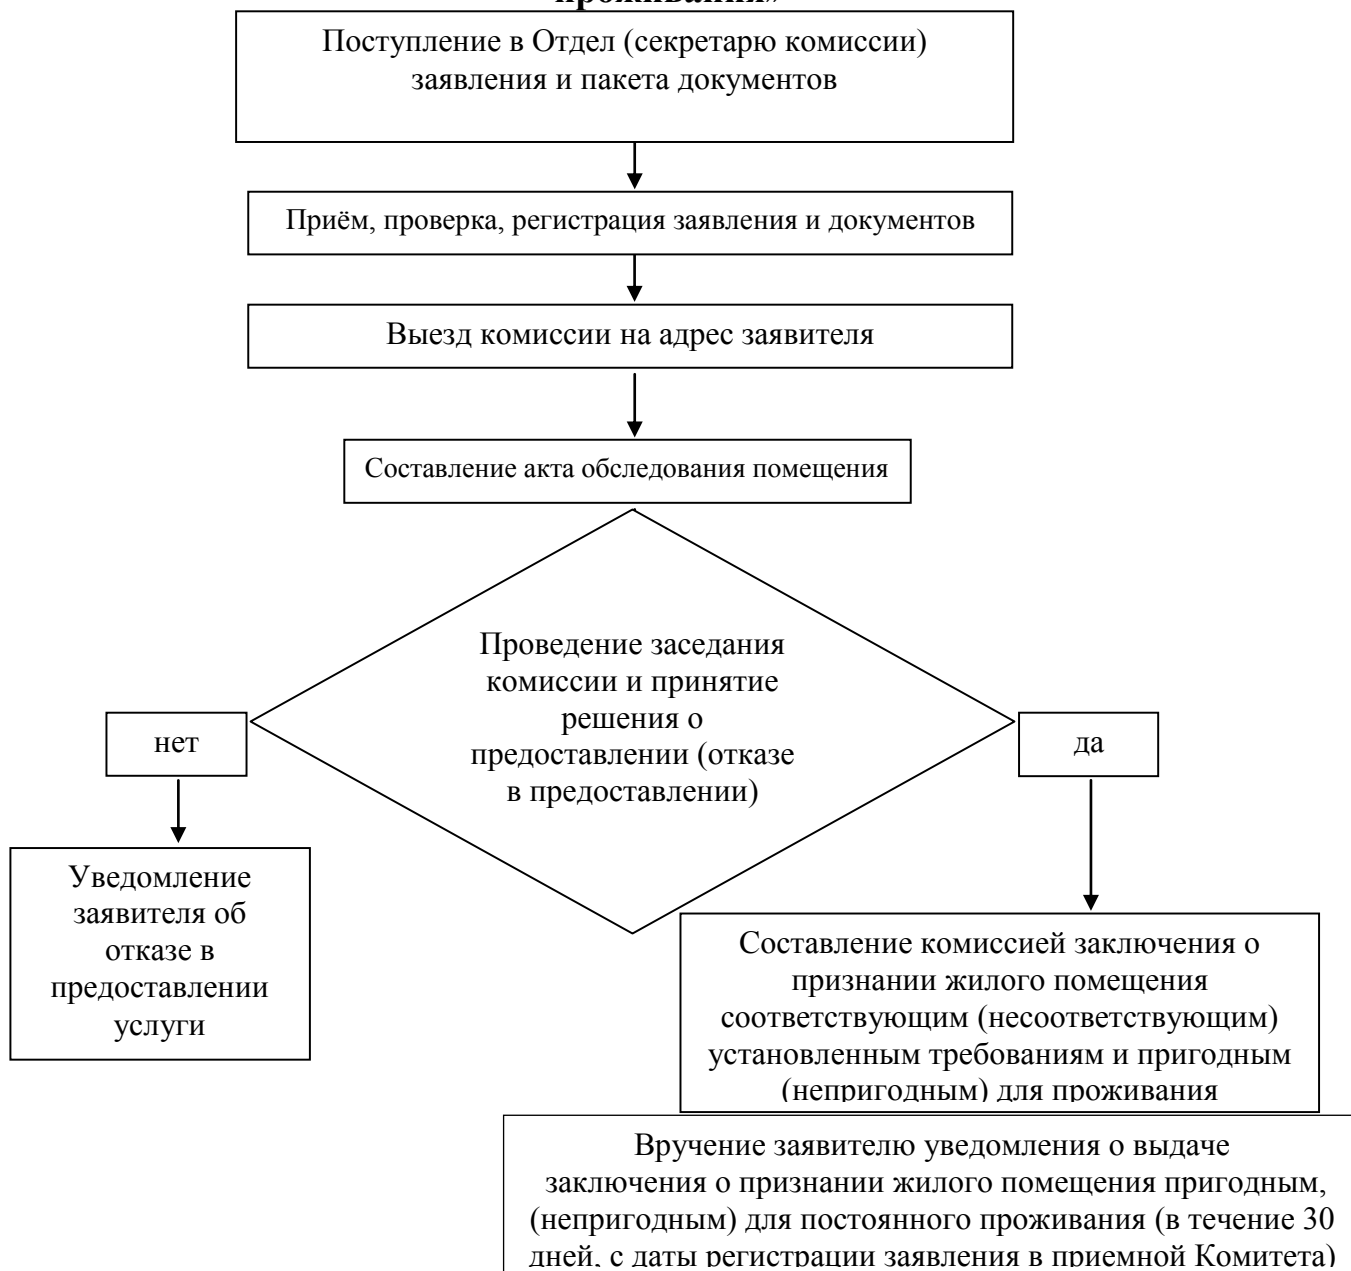 проживания»
Поступление в Отдел (секретарю комиссии)
заявления и пакета документов
Приём, проверка, регистрация заявления и документов
Выезд комиссии на адрес заявителя
Составление акта обследования помещения
Проведение заседания
комиссии и принятие
решения о
предоставлении (отказе
в предоставлении)
нет
да
Уведомление
заявителя об
отказе в
предоставлении
услуги
Составление комиссией заключения о
признании жилого помещения
соответствующим (несоответствующим)
установленным требованиям и пригодным
(непригодным) для проживания
Вручение заявителю уведомления о выдаче
заключения о признании жилого помещения пригодным,
(непригодным) для постоянного проживания (в течение 30
дней, с даты регистрации заявления в приемной Комитета)